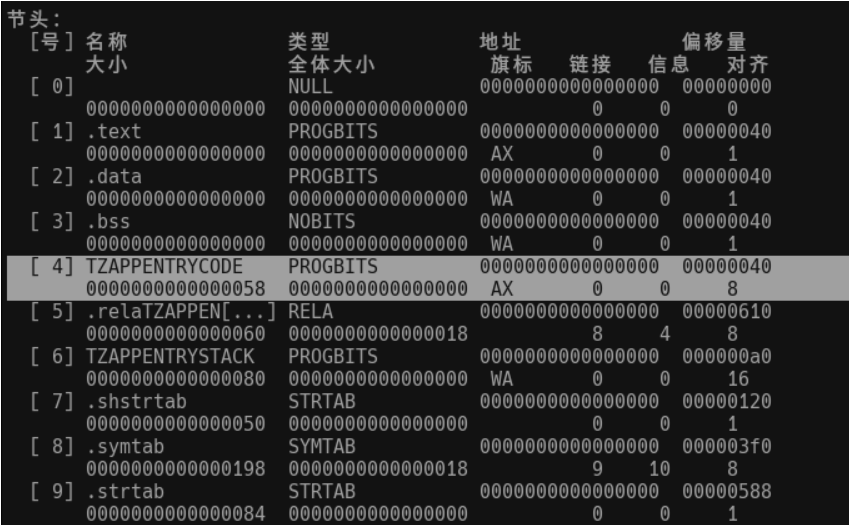 节头：
[号] 名称 类型 地址 偏移量
大小 全体大小 旗标 链接 信息 对齐
[ 0] NULL 0000000000000000 00000000
0000000000000000 0000000000000000 0 0 0
[ 1] .text PROGBITS 0000000000000000 00000040
0000000000000000 0000000000000000 AX 0 0 1
[ 2] .data PROGBITS 0000000000000000 00000040
0000000000000000 0000000000000000 WA 0 0 1
[ 3] .bss NOBITS 0000000000000000 00000040
0000000000000000 0000000000000000 WA 0 0 1
[ 4] TZAPPENTRYCODE PROGBITS 0000000000000000 00000040
0000000000000058 0000000000000000 AX 0 0 8
[ 5] .relaTZAPPEN[...] RELA 0000000000000000 00000610
0000000000000060 0000000000000018 8 4 8
[ 6] TZAPPENTRYSTACK PROGBITS 0000000000000000 000000a0
0000000000000080 0000000000000000 WA 0 0 16
[ 7] .shstrtab STRTAB 0000000000000000 00000120
0000000000000050 0000000000000000 0 0 1
[ 8] .symtab SYMTAB 0000000000000000 000003f0
0000000000000198 0000000000000018 9 10 8
[ 9] .strtab STRTAB 0000000000000000 00000588
0000000000000084 0000000000000000 0 0 1